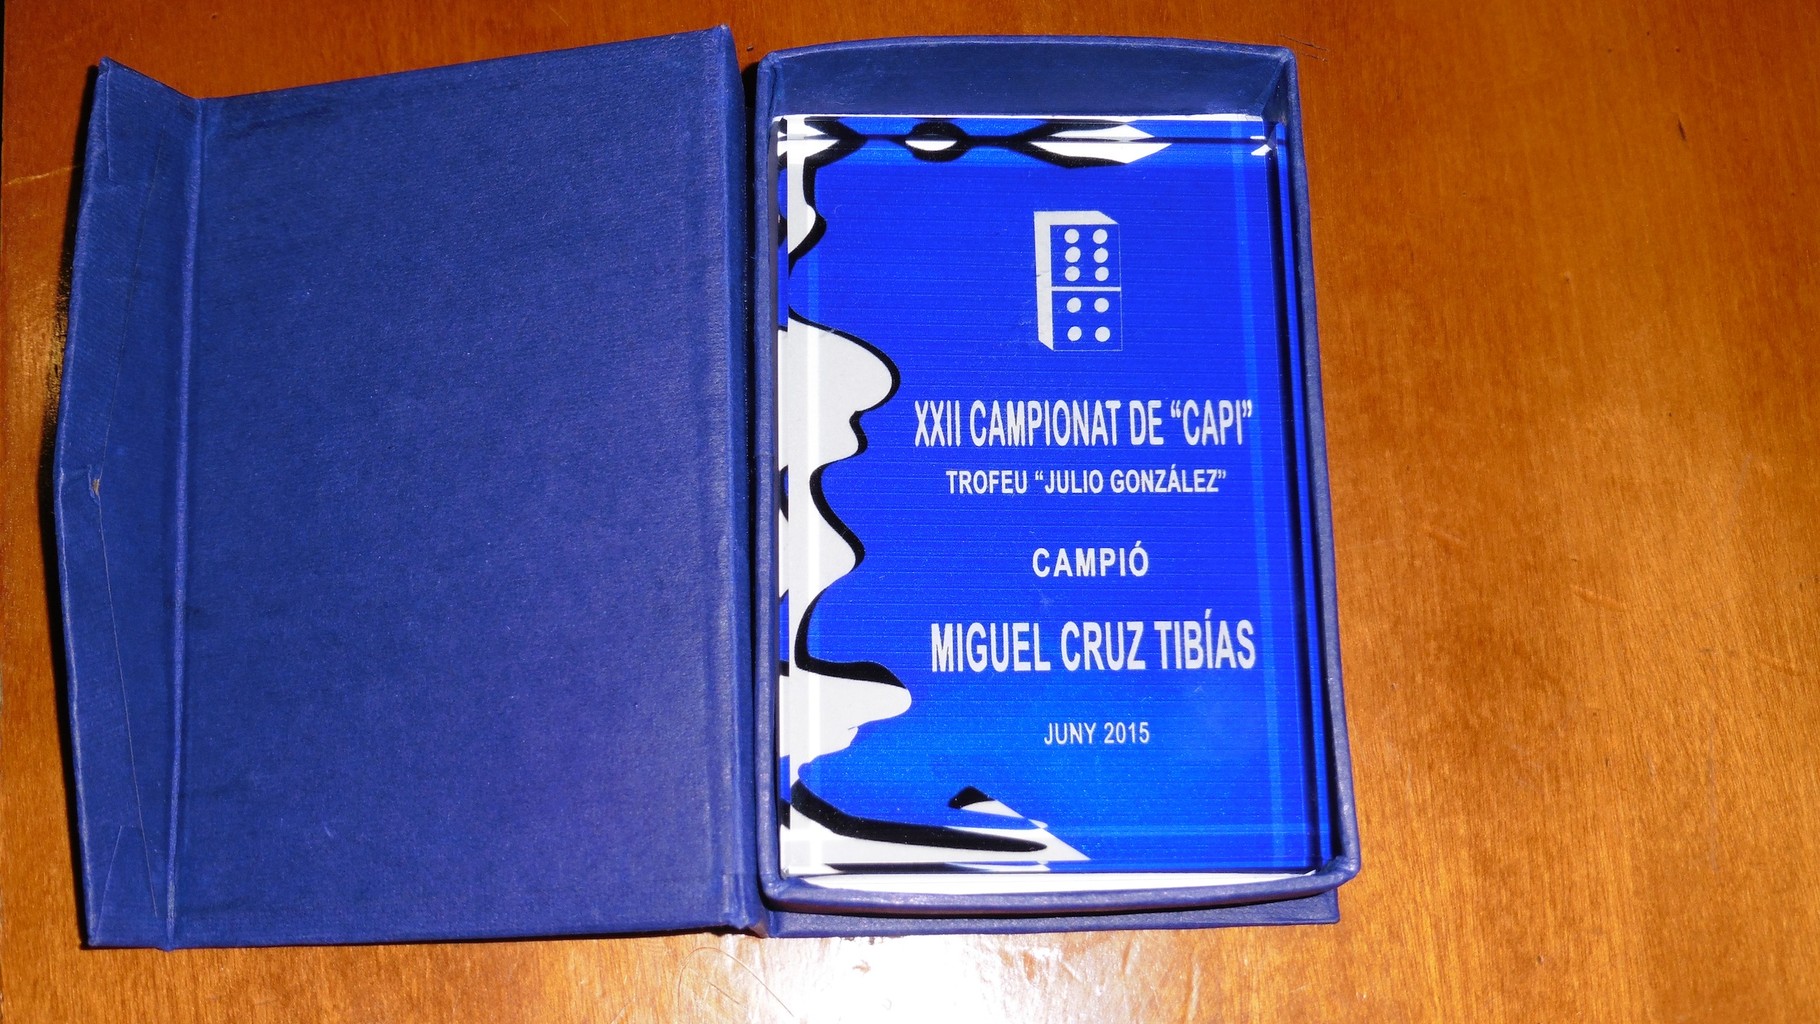 XXII CAMPIONAT DE “CAPI”
TROFEU “JULIO GONZÁLEZ”
CAMPIÓ
MIGUEL CRUZ TIBÍAS
JUNY 2015